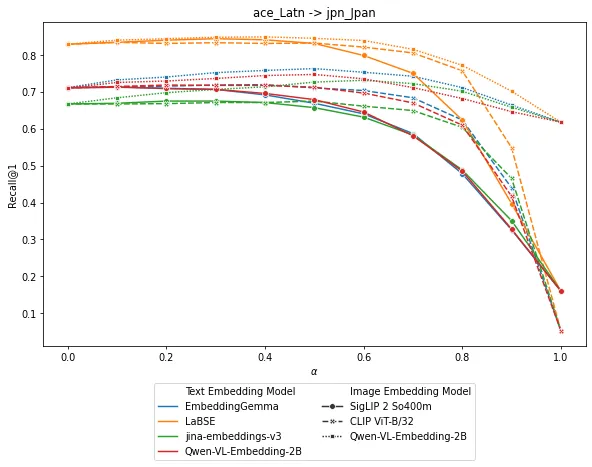 ace_Latn -> jpn_Jpan
Recall@1
0.8
0.7
0.6
0.5
0.4
0.3
0.2
0.1
0.0 0.2 0.4 0.6 0.8 1.0
α
Text Embedding Model
EmbeddingGemma
LaBSE
jina-embeddings-v3
Qwen-VL-Embedding-2B
Image Embedding Model
SigLIP 2 So400m
CLIP ViT-B/32
Qwen-VL-Embedding-2B